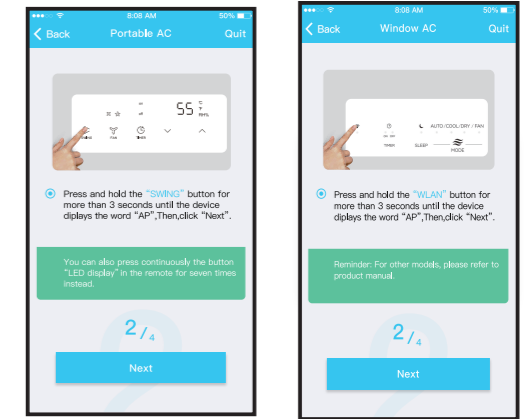 8:08 AM
50%
Back
Portable AC
Quit
55
°C
°F
RH%
SWING
FAN
TIMER
Press and hold the “SWING” button for
more than 3 seconds until the device
diplays the word “AP”,Then,click “Next”.
You can also press continuously the button
“LED display” in the remote for seven times
instead.
2/4
Next
8:08 AM
50%
Back
Window AC
Quit
AUTO/COOL/DRY / FAN
TIMER
SLEEP
MODE
Press and hold the “WLAN” button for
more than 3 seconds until the device
diplays the word “AP”,Then,click “Next”.
Reminder: For other models, please refer to
product manual.
2/4
Next